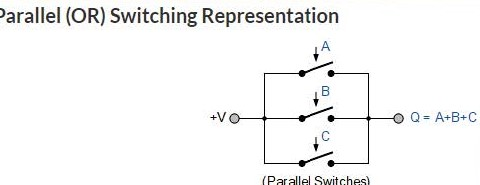 Parallel (OR) Switching Representation
A
B
+V
Q = A+B+C
C
(Parallel Switches)